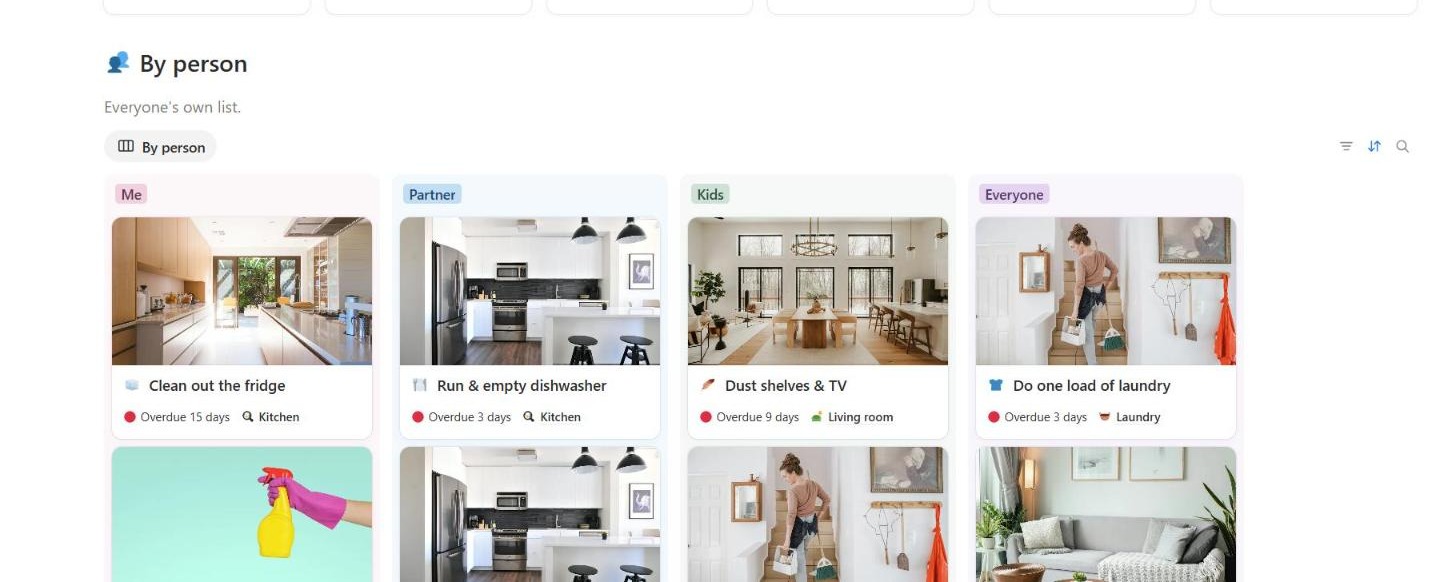 By person
Everyone's own list.
By person
Me
Partner
Kids
Everyone
Clean out the fridge
Overdue 15 days Kitchen
Run & empty dishwasher
Overdue 3 days Kitchen
Dust shelves & TV
Overdue 9 days Living room
Do one load of laundry
Overdue 3 days Laundry